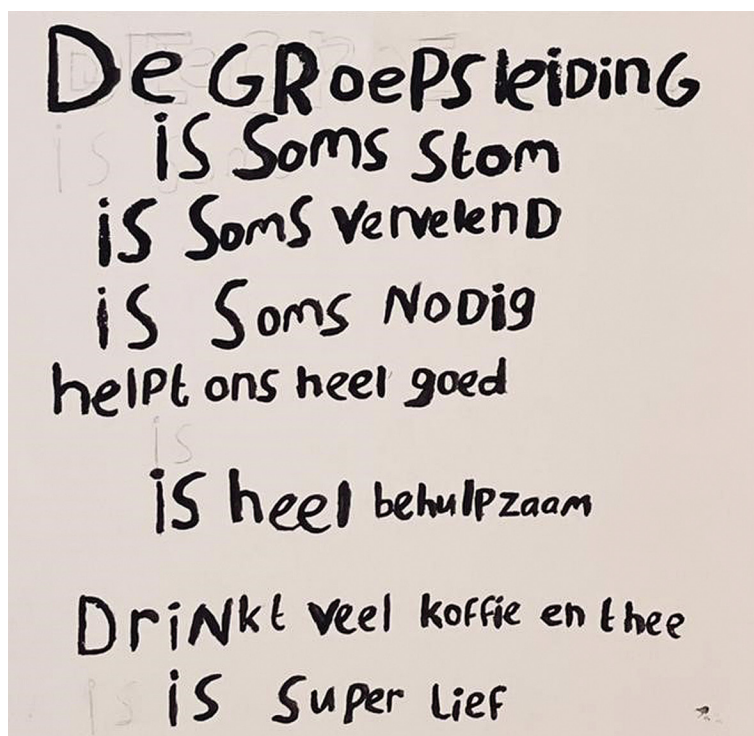 De GRoepsleiding
is Soms Stom
is Soms vervelenD
is Soms NoDig
helpt ons heel goed
is
is heel behulpzaam
DriNkt veel koffie en thee
is Super Lief